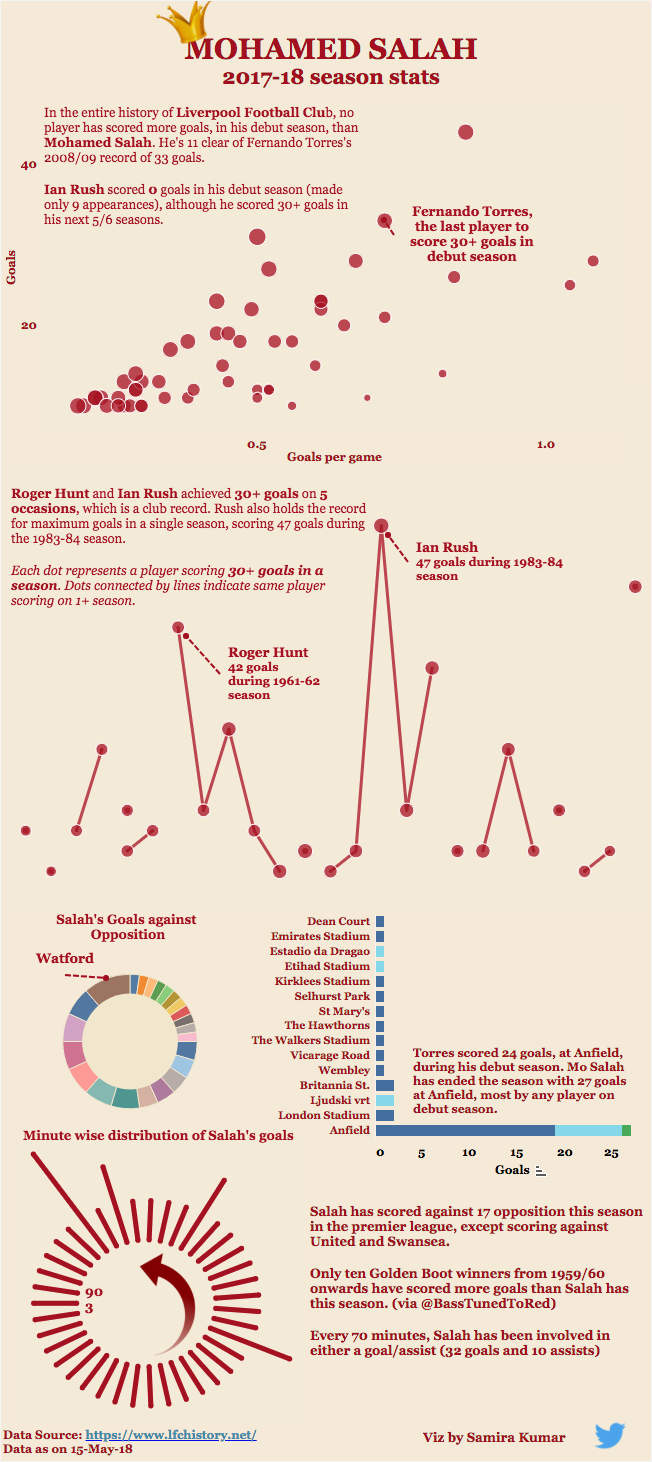 MOHAMED SALAH
2017-18 season stats
In the entire history of Liverpool Football Club, no
player has scored more goals, in his debut season, than
Mohamed Salah. He's 11 clear of Fernando Torres's
2008/09 record of 33 goals.
Ian Rush scored 0 goals in his debut season (made
only 9 appearances), although he scored 30+ goals in
his next 5/6 seasons.
Fernando Torres,
the last player to
score 30+ goals in
debut season
40
Goals
20
0.5
1.0
Goals per game
Roger Hunt and Ian Rush achieved 30+ goals on 5
occasions, which is a club record. Rush also holds the record
for maximum goals in a single season, scoring 47 goals during
the 1983-84 season.
Each dot represents a player scoring 30+ goals in a
season. Dots connected by lines indicate same player
scoring on 1+ season.
Ian Rush
47 goals during 1983-84
season
Roger Hunt
42 goals
during 1961-62
season
Salah's Goals against
Opposition
Watford
Dean Court
Emirates Stadium
Estadio da Dragao
Etihad Stadium
Kirklees Stadium
Selhurst Park
St Mary's
The Hawthorns
The Walkers Stadium
Vicarage Road
Wembley
Britannia St.
Ljudski vrt
London Stadium
Anfield
0 5 10 15 20 25
Goals
Torres scored 24 goals, at Anfield,
during his debut season. Mo Salah
has ended the season with 27 goals
at Anfield, most by any player on
debut season.
Minute wise distribution of Salah's goals
90
3
Salah has scored against 17 opposition this season
in the premier league, except scoring against
United and Swansea.
Only ten Golden Boot winners from 1959/60
onwards have scored more goals than Salah has
this season. (via @BassTunedToRed)
Every 70 minutes, Salah has been involved in
either a goal/assist (32 goals and 10 assists)
Data Source: https://www.lfchistory.net/
Data as on 15-May-18
Viz by Samira Kumar